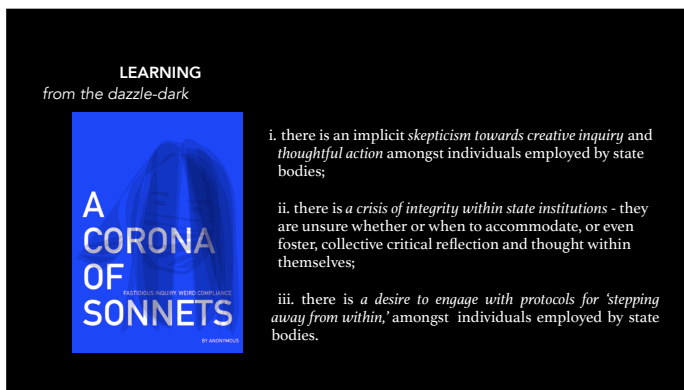 LEARNING
from the dazzle-dark
A
CORONA
OF
FASTIDIOUS INQUIRY, WEIRD COMPLIANCE
SONNETS
BY ANONYMOUS
i. there is an implicit skepticism towards creative inquiry and
thoughtful action amongst individuals employed by state
bodies;
ii. there is a crisis of integrity within state institutions - they
are unsure whether or when to accommodate, or even
foster, collective critical reflection and thought within
themselves;
iii. there is a desire to engage with protocols for 'stepping
away from within,' amongst individuals employed by state
bodies.